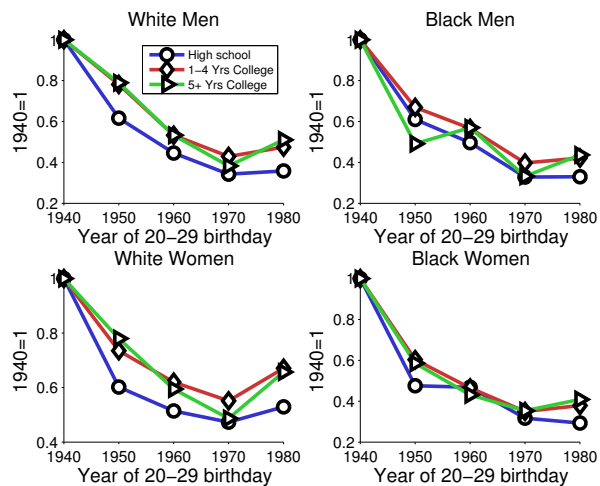 White Men
1
0.8
0.6
0.4
0.2
1940 1950 1960 1970 1980
1940=1
Year of 20−29 birthday
High school
1−4 Yrs College
5+ Yrs College
Black Men
1
0.8
0.6
0.4
0.2
1940 1950 1960 1970 1980
1940=1
Year of 20−29 birthday
White Women
1
0.8
0.6
0.4
1940 1950 1960 1970 1980
1940=1
Year of 20−29 birthday
Black Women
1
0.8
0.6
0.4
0.2
1940 1950 1960 1970 1980
1940=1
Year of 20−29 birthday